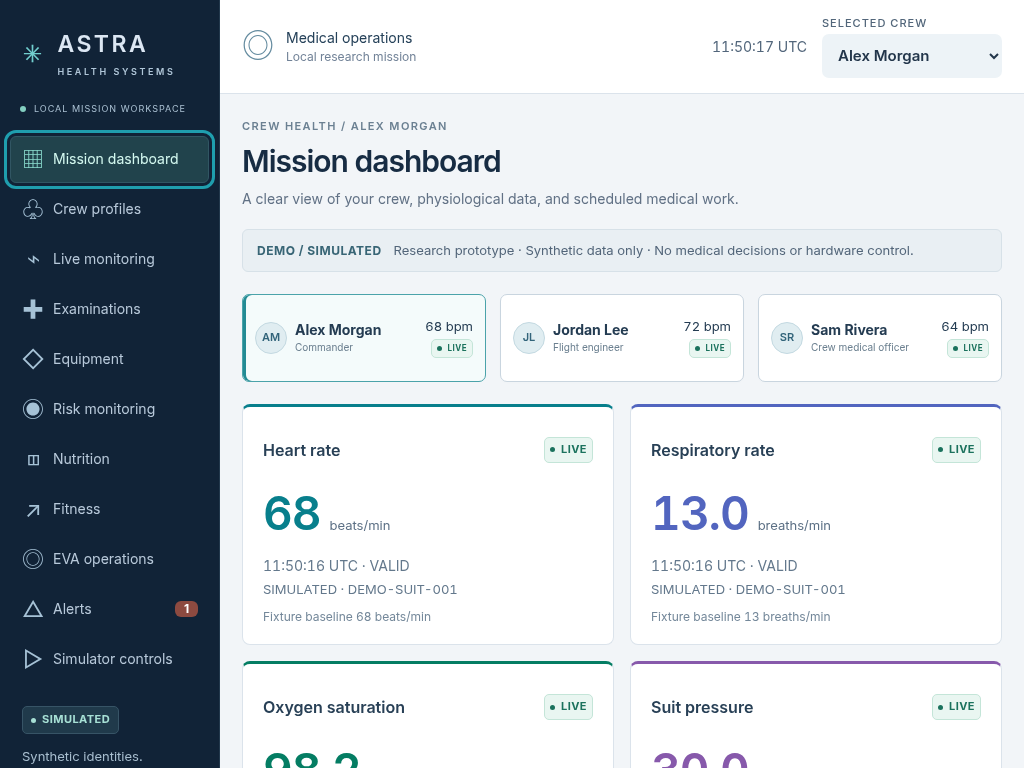 ASTRA
HEALTH SYSTEMS
LOCAL MISSION WORKSPACE
Mission dashboard
Crew profiles
Live monitoring
Examinations
Equipment
Risk monitoring
Nutrition
Fitness
EVA operations
Alerts 1
Simulator controls
SIMULATED
Synthetic identities.
Medical operations
Local research mission
11:50:17 UTC
SELECTED CREW
Alex Morgan
CREW HEALTH / ALEX MORGAN
Mission dashboard
A clear view of your crew, physiological data, and scheduled medical work.
DEMO / SIMULATED Research prototype · Synthetic data only · No medical decisions or hardware control.
AM Alex Morgan 68 bpm
Commander LIVE
JL Jordan Lee 72 bpm
Flight engineer LIVE
SR Sam Rivera 64 bpm
Crew medical officer LIVE
Heart rate LIVE
68 beats/min
11:50:16 UTC · VALID
SIMULATED · DEMO-SUIT-001
Fixture baseline 68 beats/min
Respiratory rate LIVE
13.0 breaths/min
11:50:16 UTC · VALID
SIMULATED · DEMO-SUIT-001
Fixture baseline 13 breaths/min
Oxygen saturation LIVE
98.2
Suit pressure LIVE
30.0